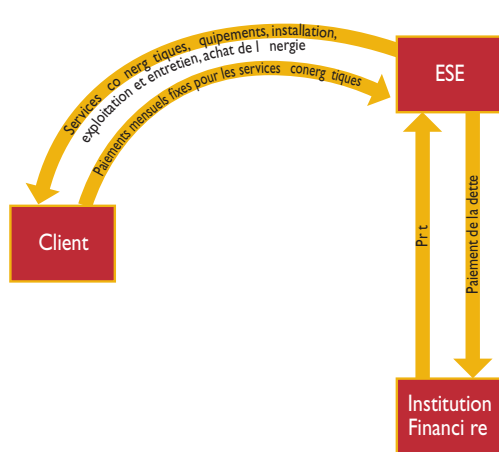 Services co nerg tiques, quipements, installation,
exploitation et entretien, achat de l nergie
Paiements mensuels fixes pour les services conerg tiques
ESE
Client
Pr t
Paiement de la dette
Institution
Financi re